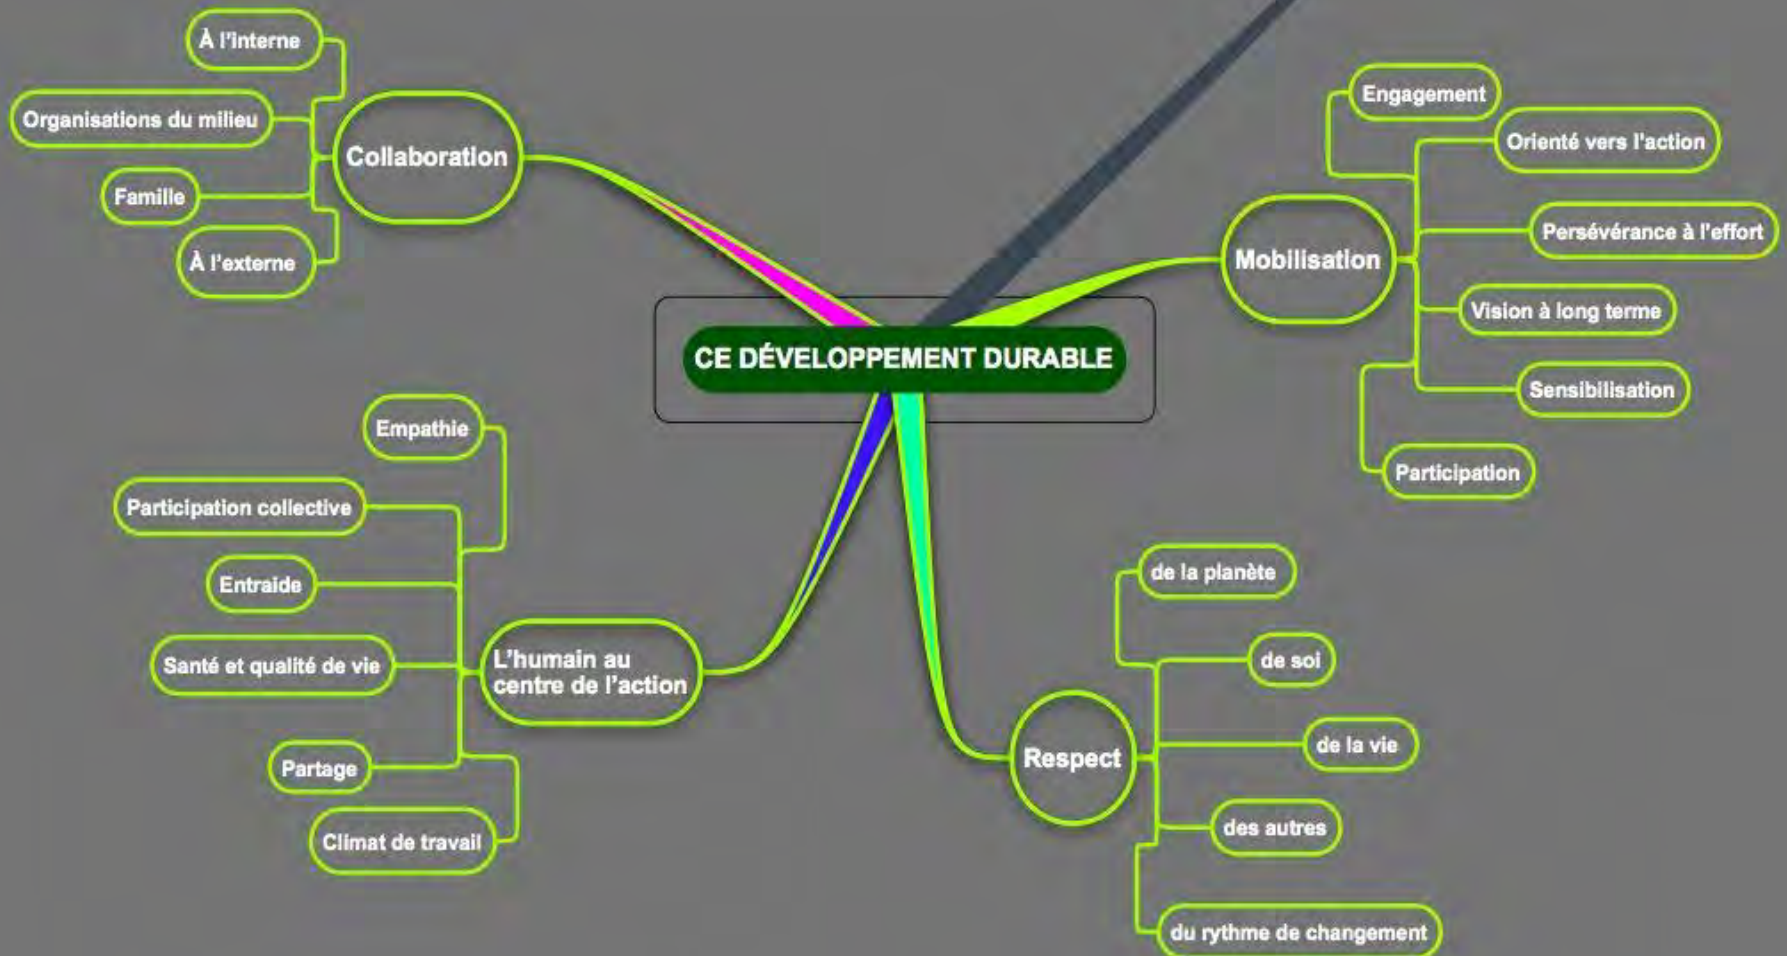 À l'interne
Organisations du milieu
Collaboration
Famille
À l'externe
Engagement
Orienté vers l'action
Persévérance à l'effort
Mobilisation
Vision à long terme
Sensibilisation
Participation
CE DÉVELOPPEMENT DURABLE
Empathie
Participation collective
Entraide
Santé et qualité de vie
L'humain au
centre de l'action
Partage
Climat de travail
de la planète
de soi
de la vie
Respect
des autres
du rythme de changement